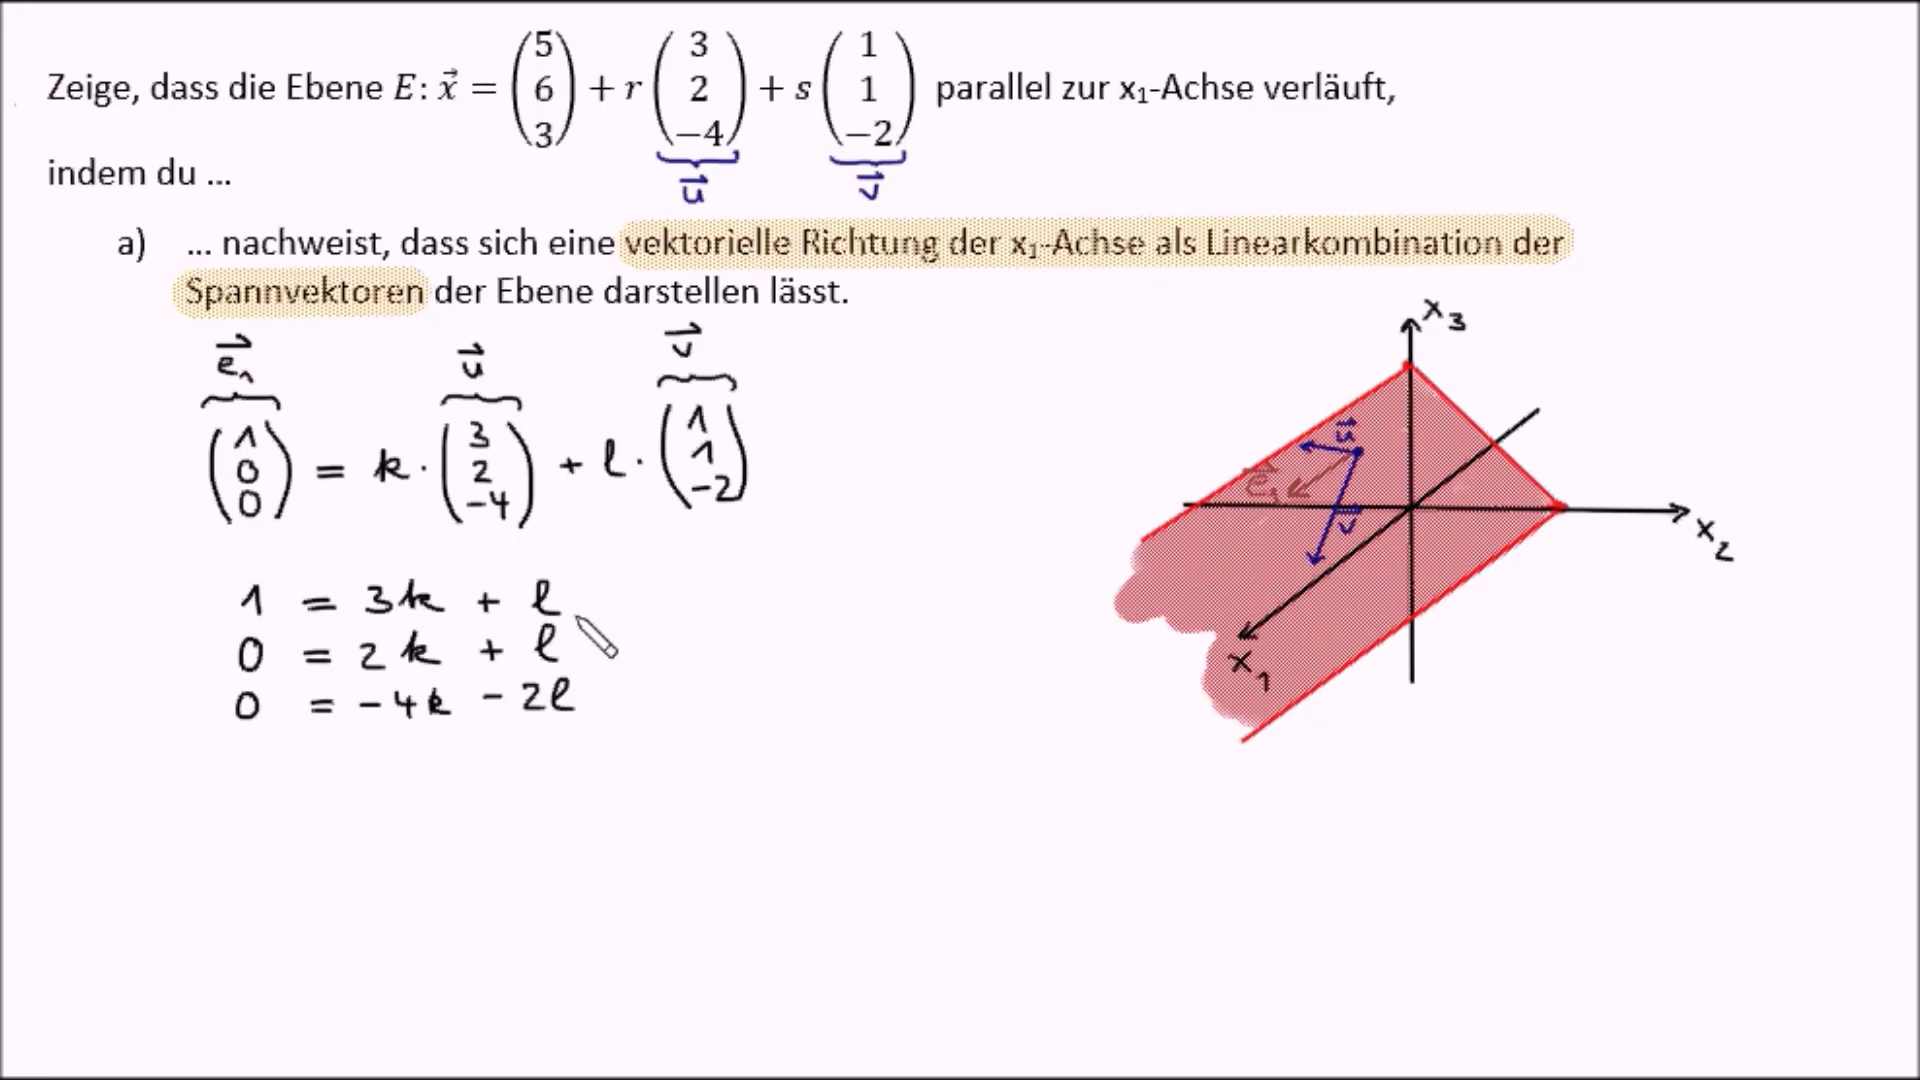 Zeige, dass die Ebene E: x⃗ = (5 6 3) + r (3 2 −4) + s (1 1 −2) parallel zur x₁-Achse verläuft,
u⃗ v⃗
indem du ...
a) ... nachweist, dass sich eine vektorielle Richtung der x₁-Achse als Linearkombination der
Spannvektoren der Ebene darstellen lässt.
e⃗₁ u⃗ v⃗
(1 0 0) = k · (3 2 −4) + l · (1 1 −2)
1 = 3k + l
0 = 2k + l
0 = −4k − 2l
x₃
u⃗
e⃗₁
v⃗
x₂
x₁